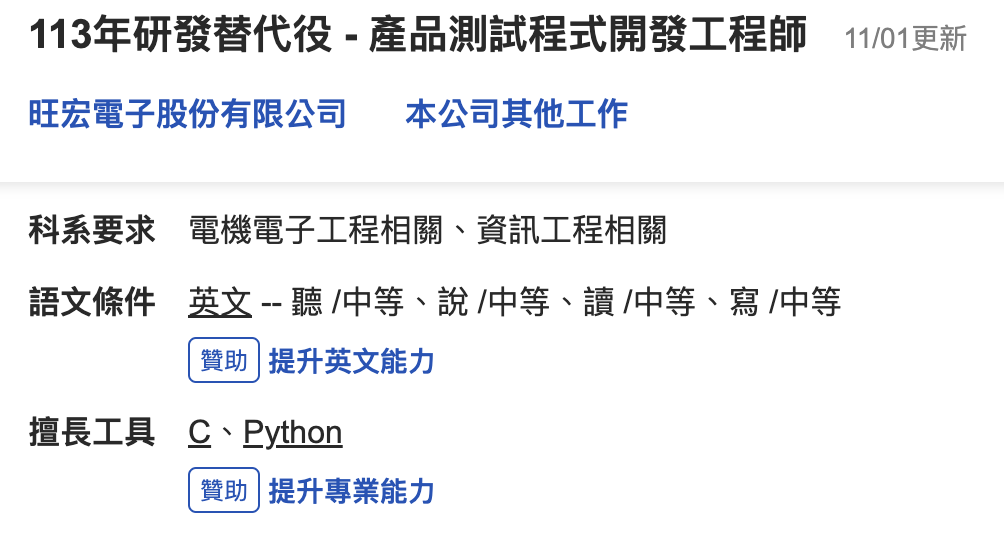 113年研發替代役 - 產品測試程式開發工程師 11/01更新
旺宏電子股份有限公司 本公司其他工作
科系要求 電機電子工程相關、資訊工程相關
語文條件 英文 -- 聽 /中等、說 /中等、讀 /中等、寫 /中等
贊助 提升英文能力
擅長工具 C、Python
贊助 提升專業能力